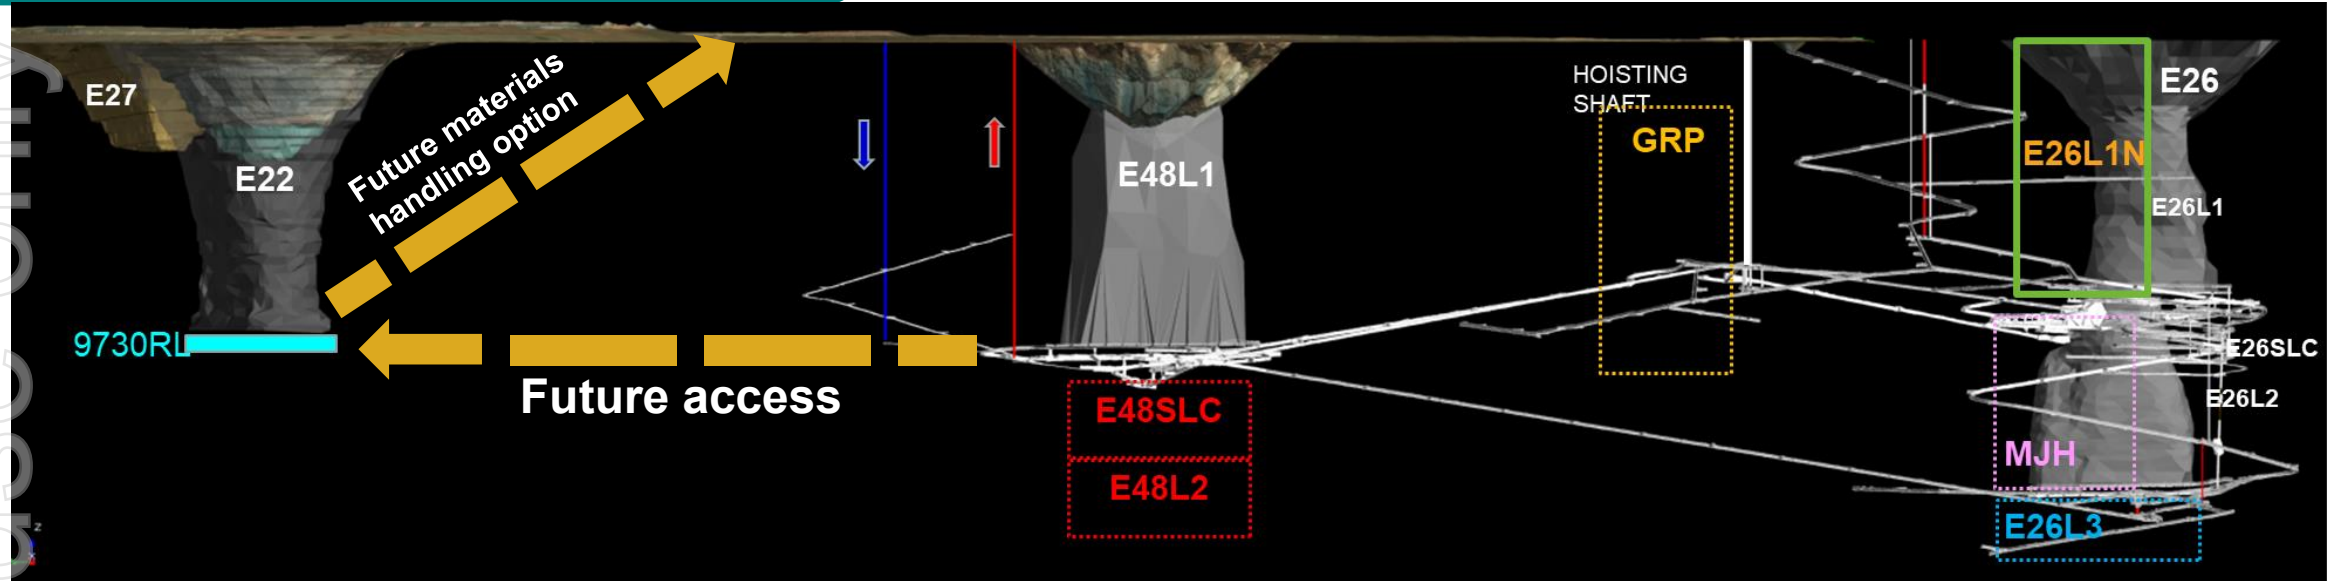 E27
E22
Future materials
handling option
9730RL
Future access
E48L1
E48SLC
E48L2
HOISTING
SHAFT
GRP
E26
E26L1N
E26L1
E26SLC
E26L2
MJH
E26L3
z